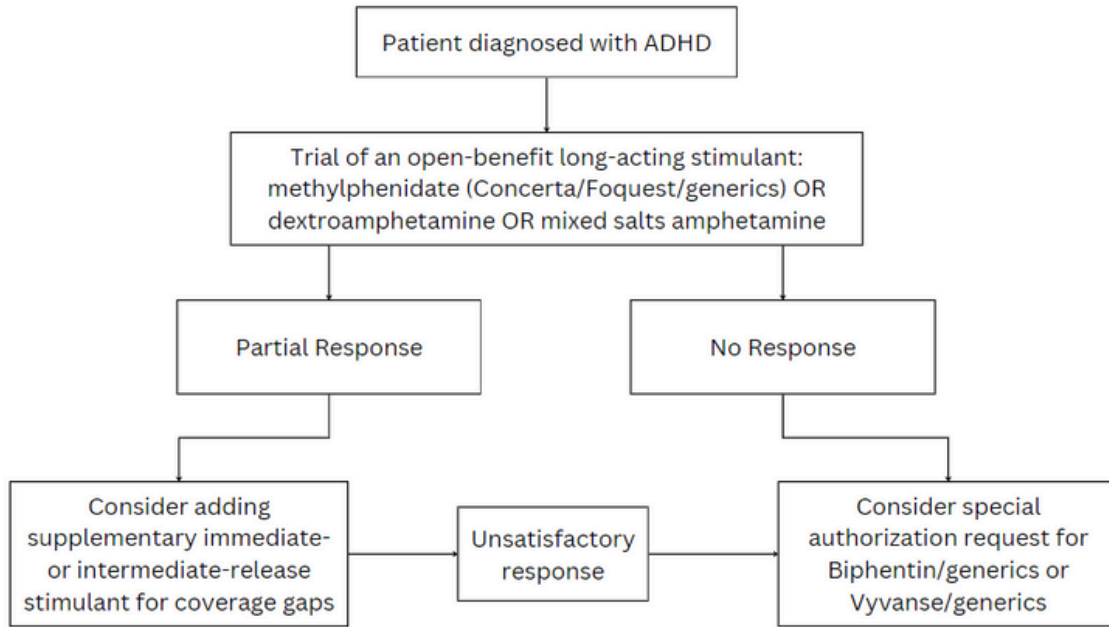 Patient diagnosed with ADHD
Trial of an open-benefit long-acting stimulant:
methylphenidate (Concerta/Foquest/generics) OR
dextroamphetamine OR mixed salts amphetamine
Partial Response
No Response
Consider adding
supplementary immediate-
or intermediate-release
stimulant for coverage gaps
Unsatisfactory
response
Consider special
authorization request for
Biphentin/generics or
Vyvanse/generics